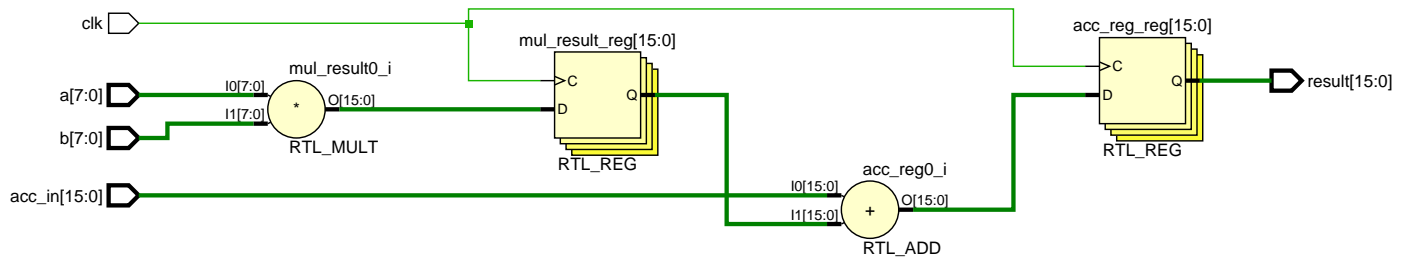 clk
a[7:0]
b[7:0]
acc_in[15:0]
mul_result0_i
I0[7:0]
I1[7:0]
*
O[15:0]
RTL_MULT
mul_result_reg[15:0]
C
D
Q
RTL_REG
acc_reg0_i
I0[15:0]
I1[15:0]
+
O[15:0]
RTL_ADD
acc_reg_reg[15:0]
C
D
Q
RTL_REG
result[15:0]